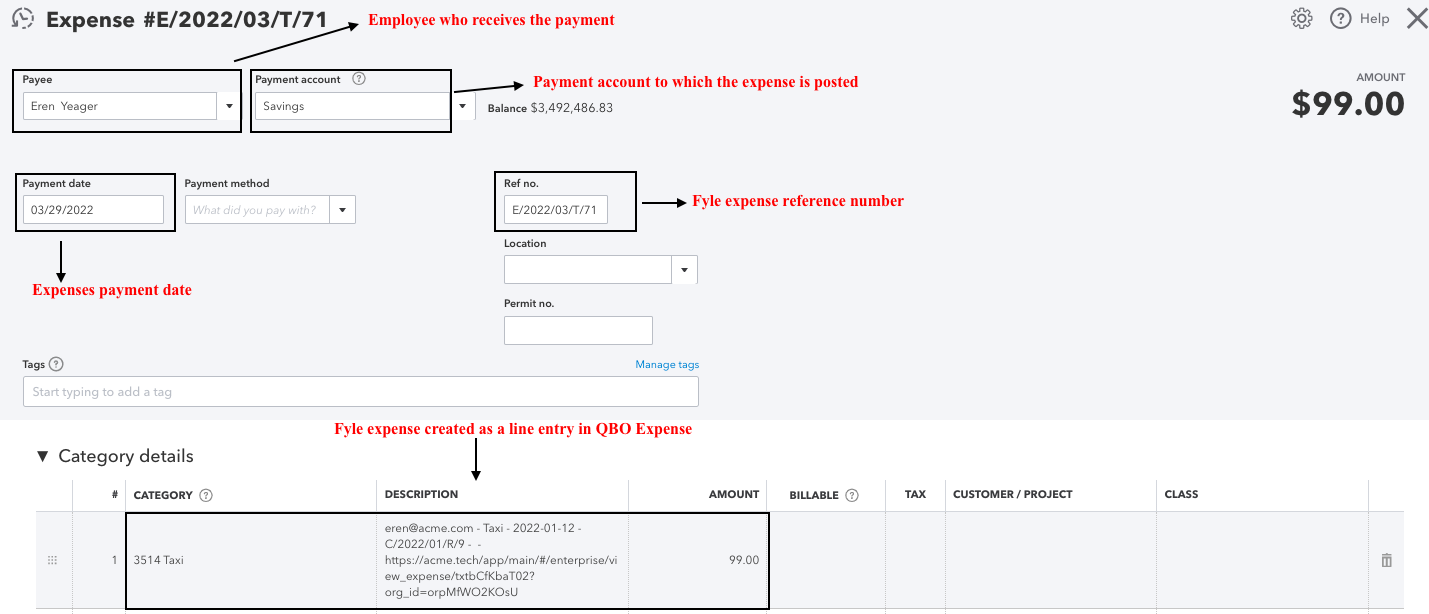 Expense #E/2022/03/T/71
Employee who receives the payment
Help
Payee
Payment account ?
Payment account to which the expense is posted
AMOUNT
Eren Yeager
Savings
Balance $3,492,486.83
$99.00
Payment date
Payment method
Ref no.
03/29/2022
What did you pay with?
E/2022/03/T/71
Fyle expense reference number
Location
Expenses payment date
Permit no.
Tags ?
Manage tags
Start typing to add a tag
Fyle expense created as a line entry in QBO Expense
Category details
# CATEGORY ? DESCRIPTION AMOUNT BILLABLE ? TAX CUSTOMER / PROJECT CLASS
eren@acme.com - Taxi - 2022-01-12 -
C/2022/01/R/9 - -
1 3514 Taxi https://acme.tech/app/main/#/enterprise/vi 99.00
ew_expense/txtbCfKbaT02?
org_id=orpMfWO2KOsU